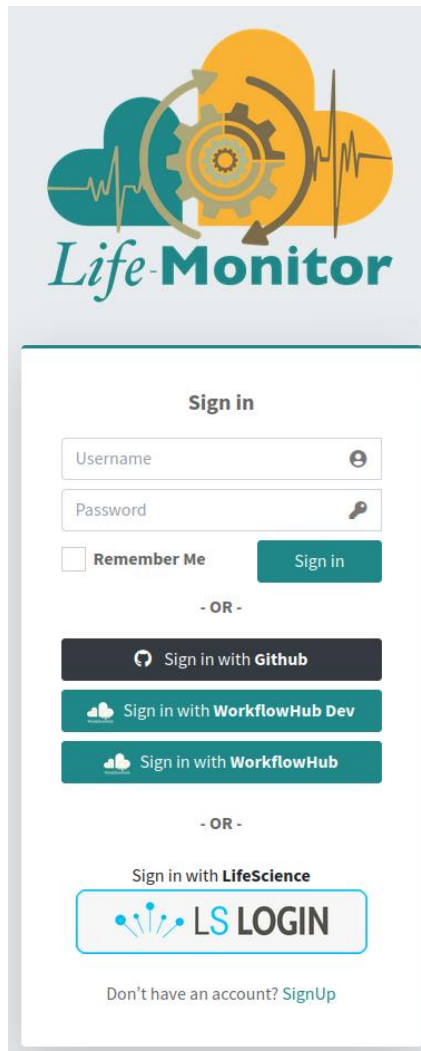 Life-Monitor
Sign in
Username
Password
Remember Me
Sign in
- OR -
Sign in with Github
Sign in with WorkflowHub Dev
Sign in with WorkflowHub
- OR -
Sign in with LifeScience
LS LOGIN
Don't have an account? SignUp